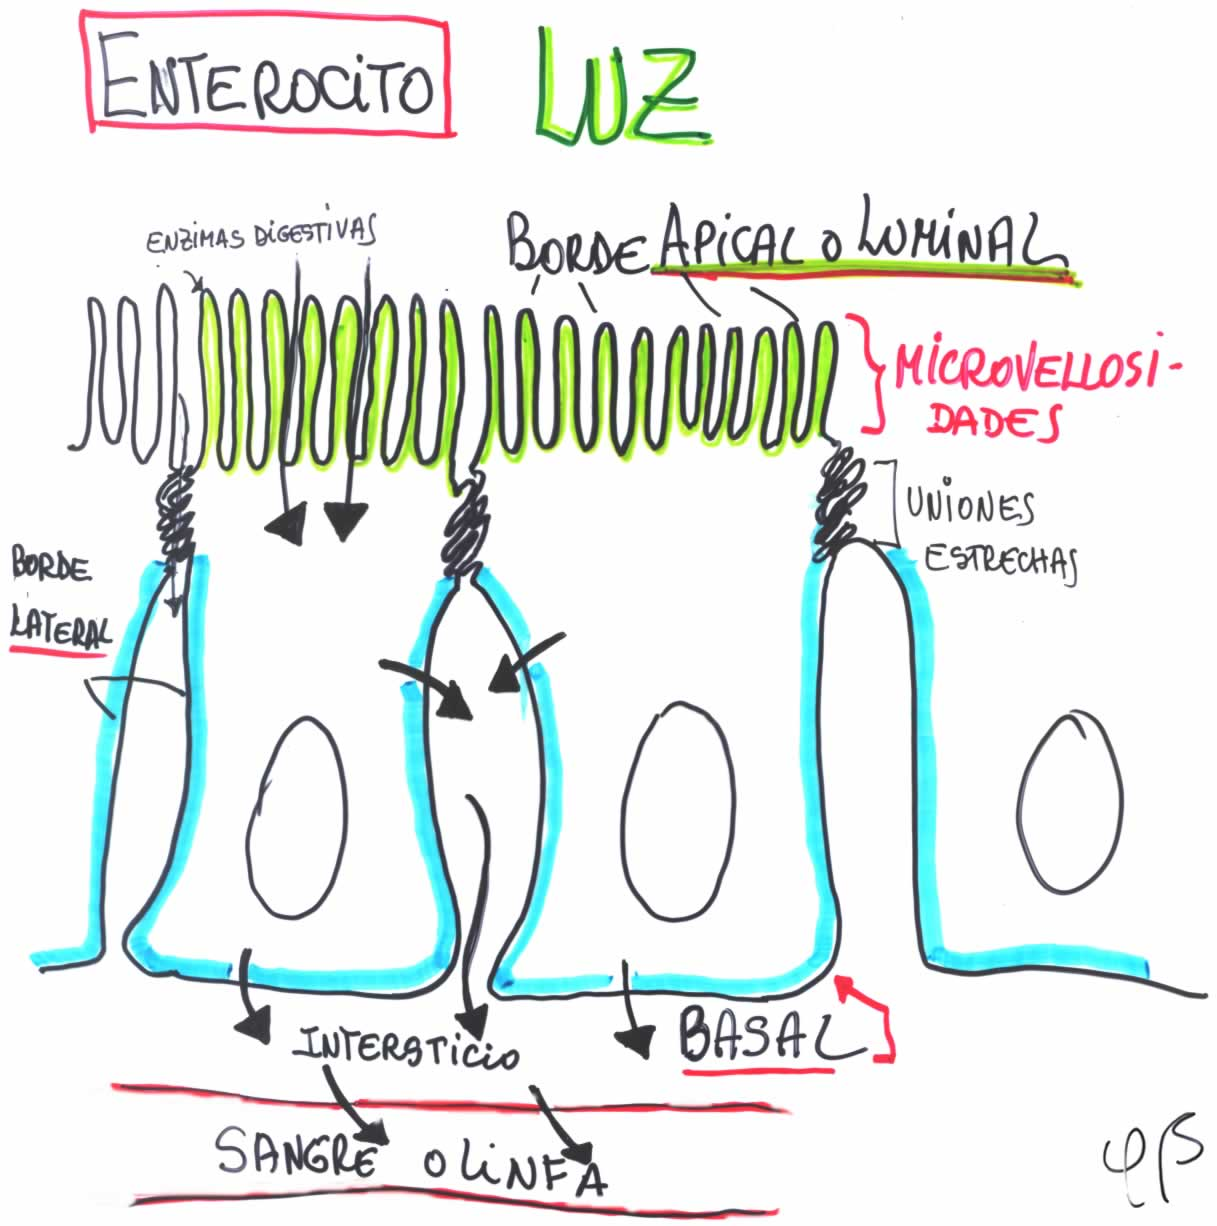 ENTEROCITO
LUZ
ENZIMAS DIGESTIVAS
BORDE APICAL O LUMINAL
MICROVELLOSI-
DADES
UNIONES
ESTRECHAS
BORDE
LATERAL
INTERSTICIO
BASAL
SANGRE O LINFA